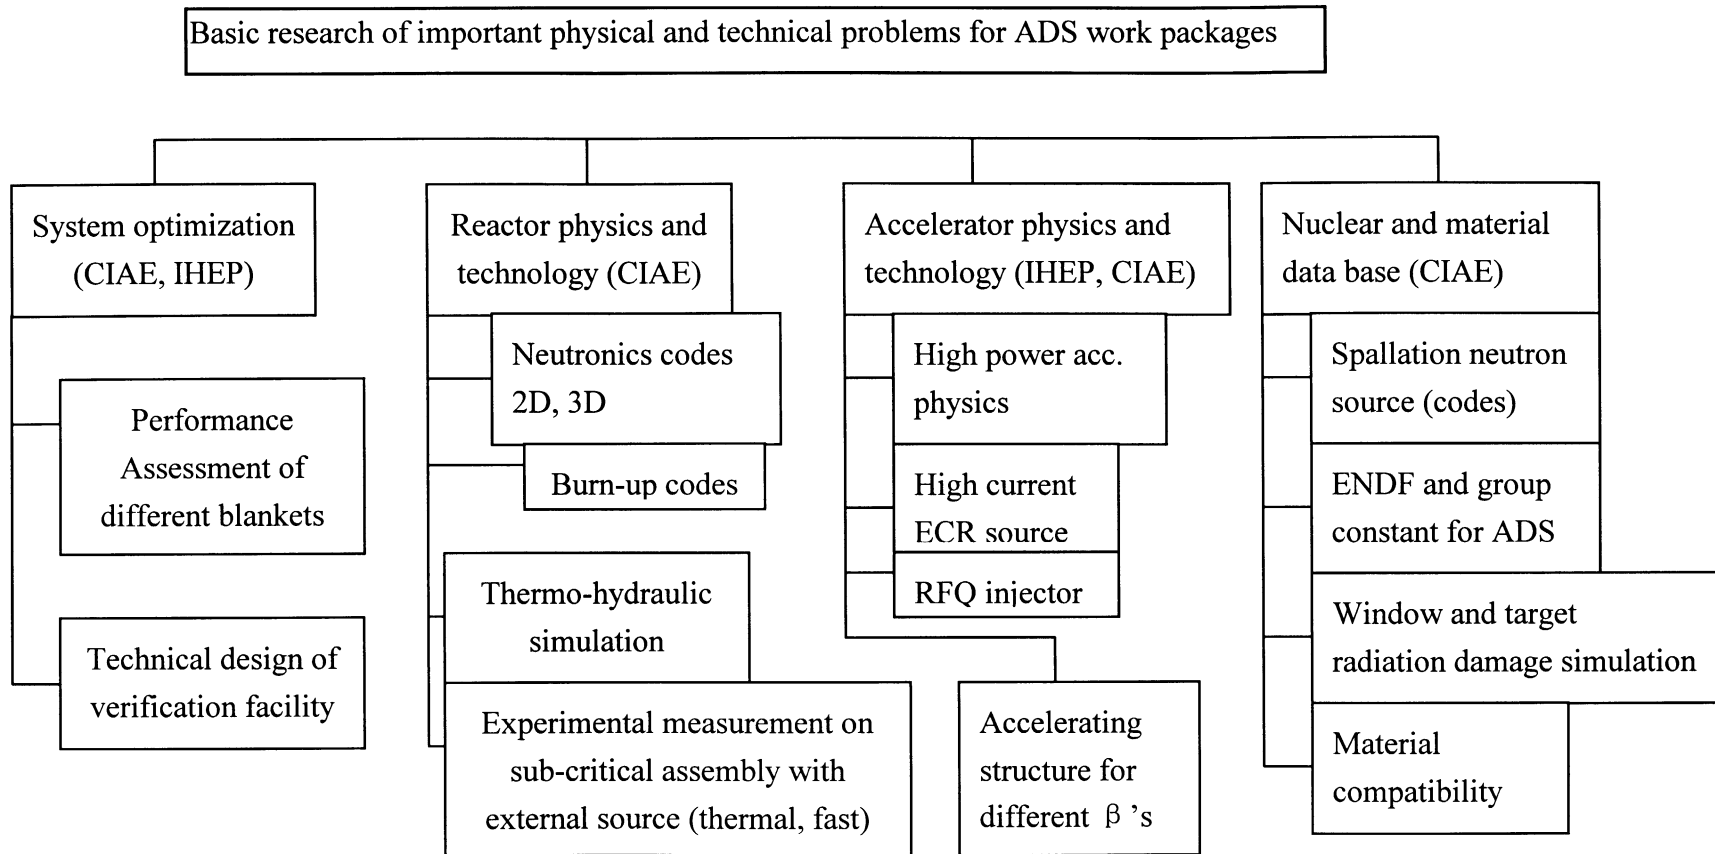 Basic research of important physical and technical problems for ADS work packages
System optimization
(CIAE, IHEP)
Performance
Assessment of
different blankets
Technical design of
verification facility
Reactor physics and
technology (CIAE)
Neutronics codes
2D, 3D
Burn-up codes
Thermo-hydraulic
simulation
Experimental measurement on
sub-critical assembly with
external source (thermal, fast)
Accelerator physics and
technology (IHEP, CIAE)
High power acc.
physics
High current
ECR source
RFQ injector
Accelerating
structure for
different β's
Nuclear and material
data base (CIAE)
Spallation neutron
source (codes)
ENDF and group
constant for ADS
Window and target
radiation damage simulation
Material
compatibility